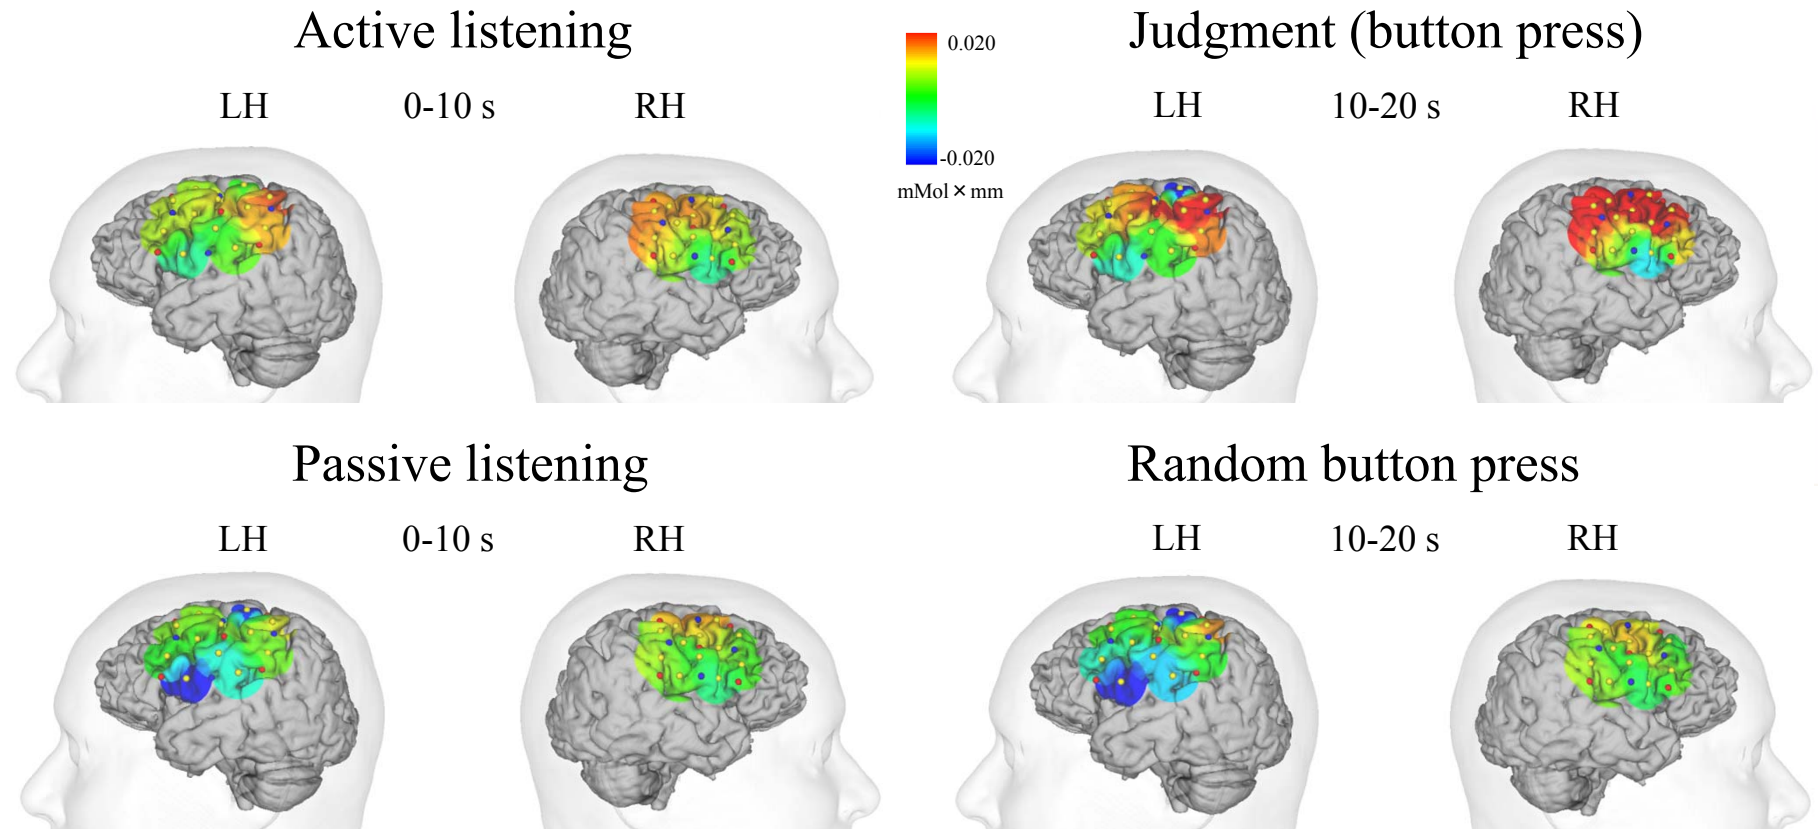 Active listening
LH 0-10 s RH
0.020
-0.020
mMol × mm
Judgment (button press)
LH 10-20 s RH
Passive listening
LH 0-10 s RH
Random button press
LH 10-20 s RH